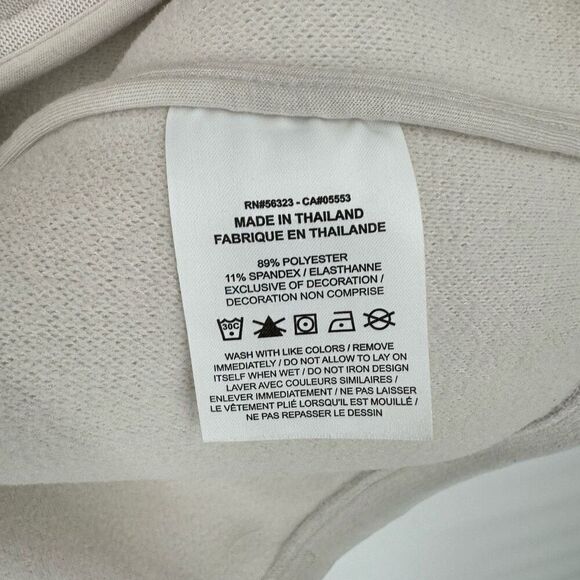 RN#56323 - CA#05553
MADE IN THAILAND
FABRIQUE EN THAILANDE
89% POLYESTER
11% SPANDEX / ELASTHANNE
EXCLUSIVE OF DECORATION /
DECORATION NON COMPRISE
30C
WASH WITH LIKE COLORS / REMOVE
IMMEDIATELY / DO NOT ALLOW TO LAY ON
ITSELF WHEN WET / DO NOT IRON DESIGN
LAVER AVEC COULEURS SIMILAIRES /
ENLEVER IMMEDIATEMENT / NE PAS LAISSER
LE VÊTEMENT PLIÉ LORSQU'IL EST MOUILLÉ /
NE PAS REPASSER LE DESSIN